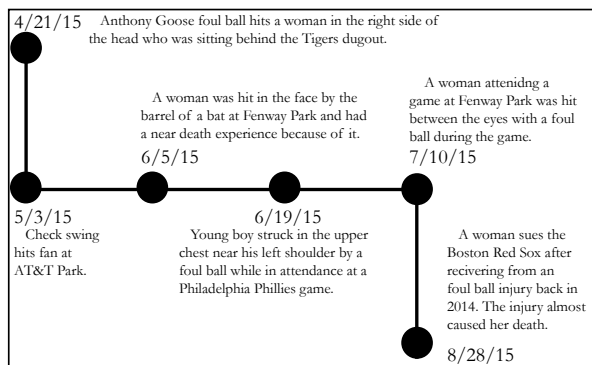 4/21/15
Anthony Goose foul ball hits a woman in the right side of
the head who was sitting behind the Tigers dugout.
5/3/15
Check swing
hits fan at
AT&T Park.
A woman was hit in the face by the
barrel of a bat at Fenway Park and had
a near death experience because of it.
6/5/15
6/19/15
Young boy struck in the upper
chest near his left shoulder by a
foul ball while in attendance at a
Philadelphia Phillies game.
A woman attenidng a
game at Fenway Park was hit
between the eyes with a foul
ball during the game.
7/10/15
A woman sues the
Boston Red Sox after
recivering from an
foul ball injury back in
2014. The injury almost
caused her death.
8/28/15